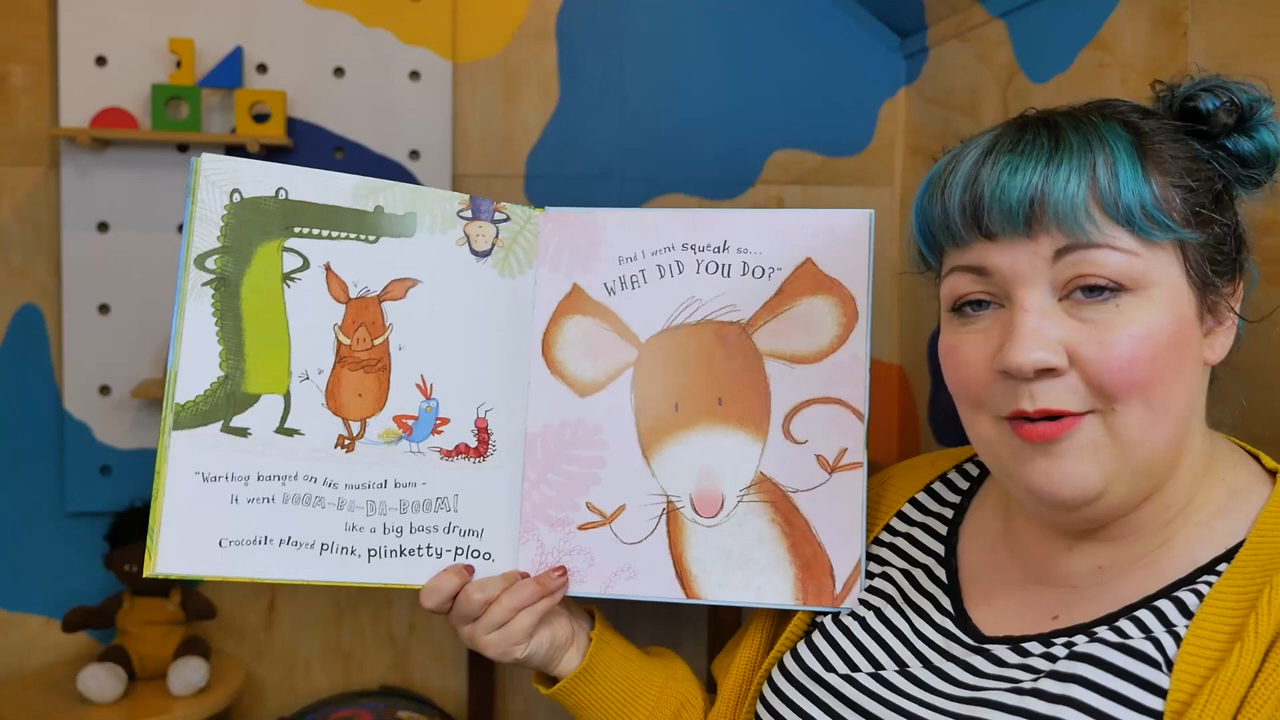 "Warthog banged on his musical bum –
It went BOOM-BA-DA-BOOM!
like a big bass drum!
Crocodile played plink, plinketty-ploo,
And I went squeak so...
WHAT DID YOU DO?"